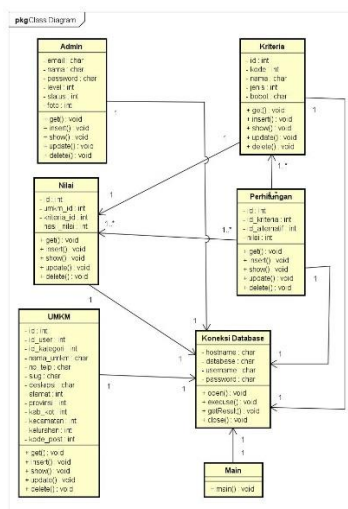 pkg Class Diagram
Admin
- email : char
- nama : char
- password : char
- level : int
- status : int
- foto : int
+ get() : void
+ insert() : void
+ show() : void
+ update() : void
+ delete() : void
Kriteria
- id : int
- kode : int
- nama : char
- jenis : int
- bobot : char
+ get() : void
+ insert() : void
+ show() : void
+ update() : void
+ delete() : void
Nilai
- id : int
- umkm_id : int
- kriteria_id : int
nilai : int
+ get() : void
+ insert() : void
+ show() : void
+ update() : void
+ delete() : void
Perhitungan
- id : int
- id_kriteria : int
- id_alternatif : int
- nilai : int
+ get() : void
+ insert() : void
+ show() : void
+ update() : void
+ delete() : void
UMKM
- id : int
- id_user : int
- id_kategori : int
- nama_umkm : char
- no_telp : char
- slug : char
: char
alamat : int
- provinsi : int
- kab_kot : int
- kecamatan : int
- kelurahan : int
- kode_post : int
+ get() : void
+ insert() : void
+ show() : void
+ update() : void
+ delete() : void
Koneksi Database
- hostname : char
- database : char
- username : char
- password : char
+ open() : void
+ execuse() : void
+ getResult() : void
+ close() : void
Main
+ main() : void
1
1
1
1
1
1..*
1..*
1..*
1
1
1
1
1
1
1
1
1
1